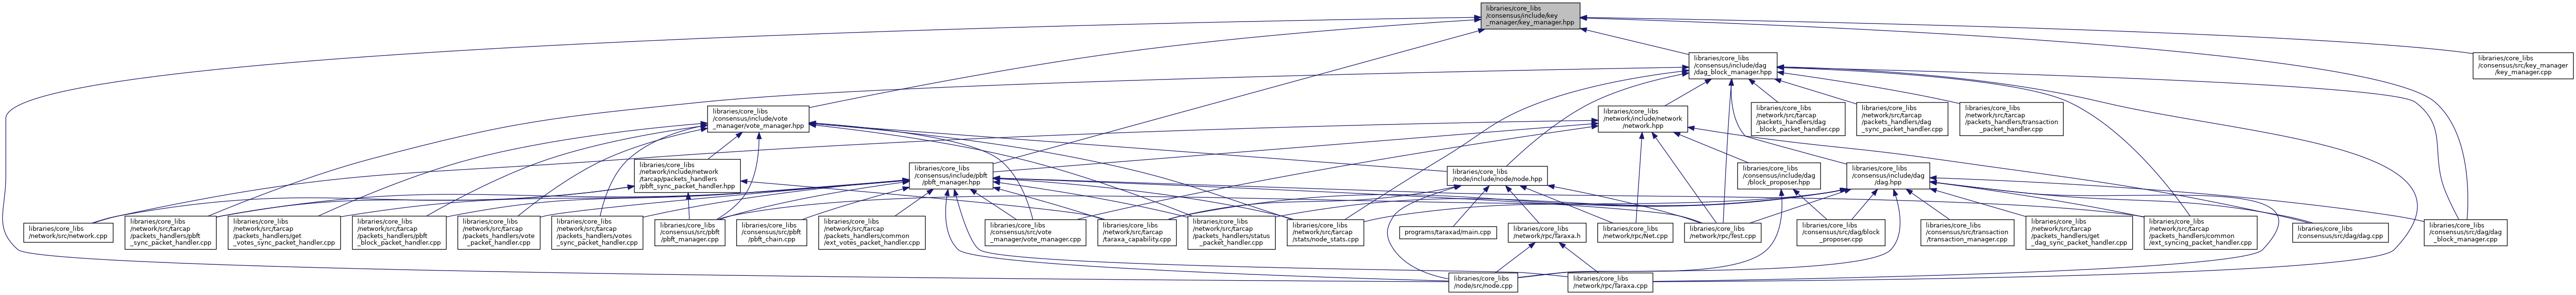 libraries/core_libs
/consensus/include/key
_manager/key_manager.hpp
libraries/core_libs
/consensus/include/dag
/dag_block_manager.hpp
libraries/core_libs
/consensus/src/key_manager
/key_manager.cpp
libraries/core_libs
/consensus/include/vote
_manager/vote_manager.hpp
libraries/core_libs
/network/include/network
/network.hpp
libraries/core_libs
/network/src/tarcap
/packets_handlers/dag
_block_packet_handler.cpp
libraries/core_libs
/network/src/tarcap
/packets_handlers/dag
_sync_packet_handler.cpp
libraries/core_libs
/network/src/tarcap
/packets_handlers/transaction
_packet_handler.cpp
libraries/core_libs
/network/include/network
/tarcap/packets_handlers
/pbft_sync_packet_handler.hpp
libraries/core_libs
/consensus/include/pbft
/pbft_manager.hpp
libraries/core_libs
/node/include/node/node.hpp
libraries/core_libs
/consensus/include/dag
/block_proposer.hpp
libraries/core_libs
/consensus/include/dag
/dag.hpp
libraries/core_libs
/network/src/network.cpp
libraries/core_libs
/network/src/tarcap
/packets_handlers/pbft
_sync_packet_handler.cpp
libraries/core_libs
/network/src/tarcap
/packets_handlers/get
_votes_sync_packet_handler.cpp
libraries/core_libs
/network/src/tarcap
/packets_handlers/pbft
_block_packet_handler.cpp
libraries/core_libs
/network/src/tarcap
/packets_handlers/vote
_packet_handler.cpp
libraries/core_libs
/network/src/tarcap
/packets_handlers/votes
_sync_packet_handler.cpp
libraries/core_libs
/consensus/src/pbft
/pbft_manager.cpp
libraries/core_libs
/consensus/src/pbft
/pbft_chain.cpp
libraries/core_libs
/network/src/tarcap
/packets_handlers/common
/ext_votes_packet_handler.cpp
libraries/core_libs
/consensus/src/vote
_manager/vote_manager.cpp
libraries/core_libs
/network/src/tarcap
/taraxa_capability.cpp
libraries/core_libs
/network/src/tarcap
/packets_handlers/status
_packet_handler.cpp
libraries/core_libs
/network/src/tarcap
/stats/node_stats.cpp
programs/taraxad/main.cpp
libraries/core_libs
/network/rpc/Taraxa.h
libraries/core_libs
/network/rpc/Net.cpp
libraries/core_libs
/network/rpc/Test.cpp
libraries/core_libs
/consensus/src/dag/block
_proposer.cpp
libraries/core_libs
/consensus/src/transaction
/transaction_manager.cpp
libraries/core_libs
/network/src/tarcap
/packets_handlers/get
_dag_sync_packet_handler.cpp
libraries/core_libs
/network/src/tarcap
/packets_handlers/common
/ext_syncing_packet_handler.cpp
libraries/core_libs
/consensus/src/dag/dag.cpp
libraries/core_libs
/consensus/src/dag/dag
_block_manager.cpp
libraries/core_libs
/node/src/node.cpp
libraries/core_libs
/network/rpc/Taraxa.cpp